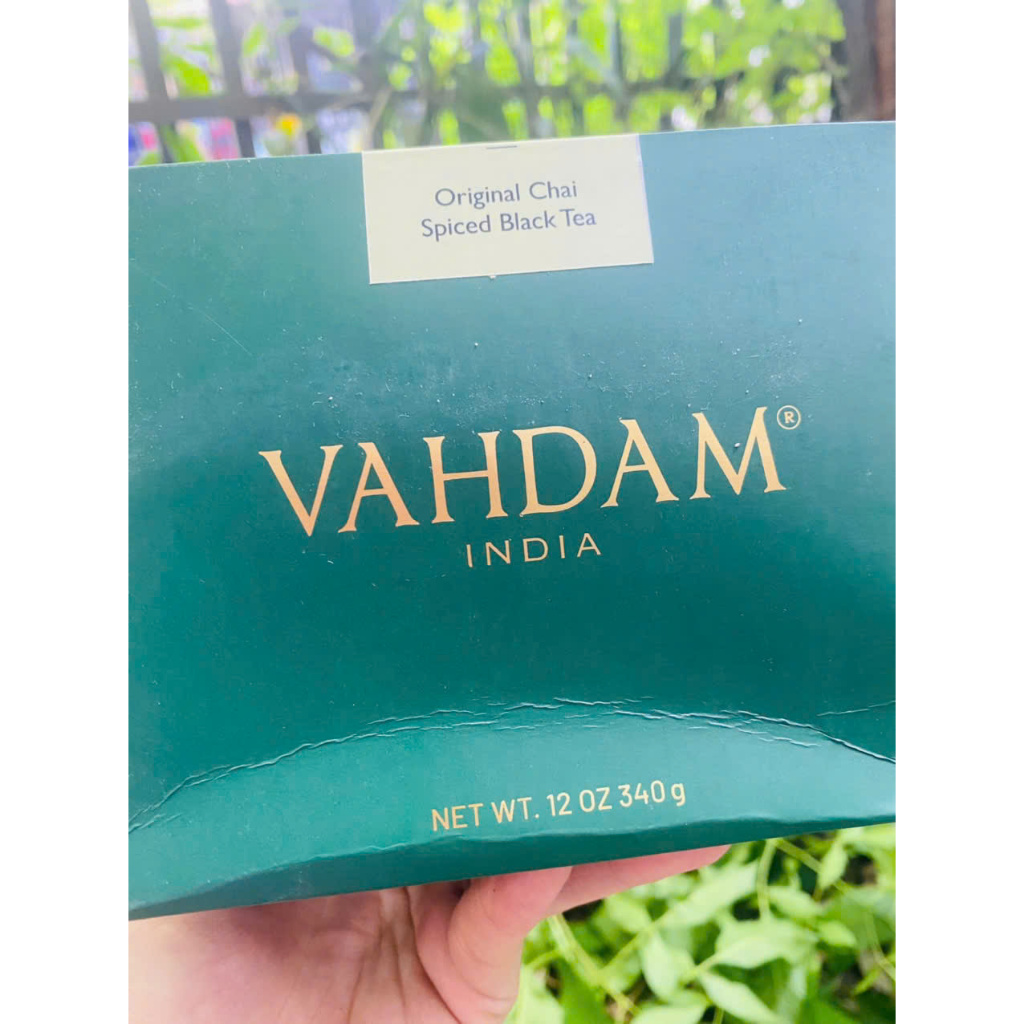 Original Chai
Spiced Black Tea
VAHDAM®
INDIA
NET WT. 12 OZ 340 g